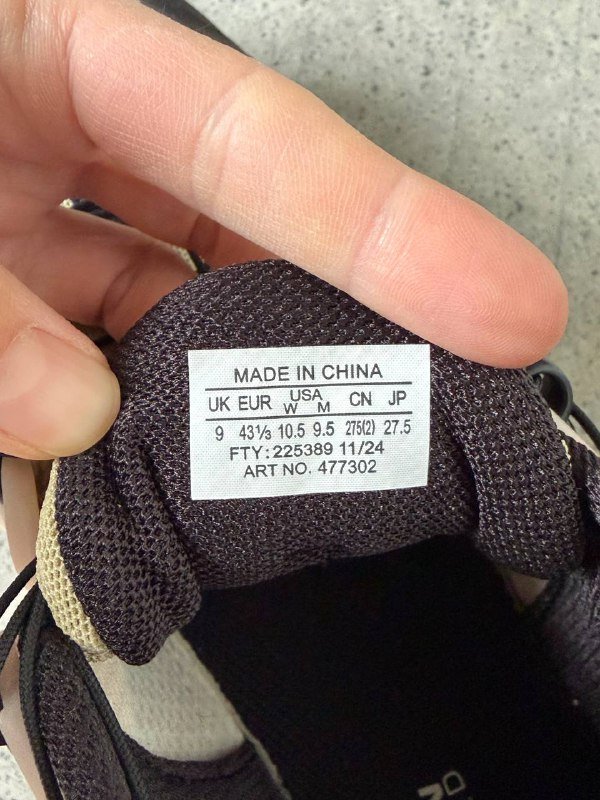 MADE IN CHINA
UK EUR USA W M CN JP
9 43⅓ 10.5 9.5 275(2) 27.5
FTY: 225389 11/24
ART NO. 477302